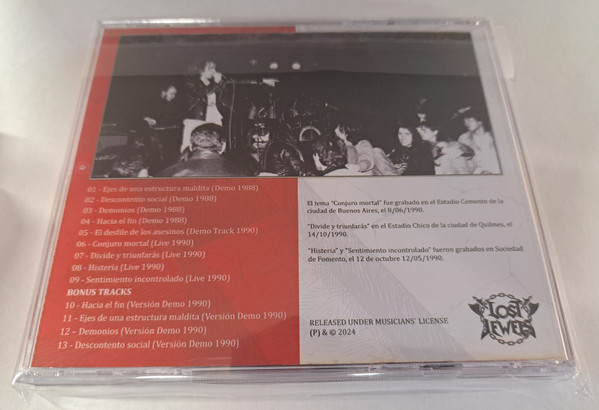 01 - Ejes de una estructura maldita (Demo 1988)
02 - Descontento social (Demo 1988)
03 - Demonios (Demo 1988)
04 - Hacia el fin (Demo 1988)
05 - El desfile de los asesinos (Demo Track 1990)
06 - Conjuro mortal (Live 1990)
07 - Divide y triunfarás (Live 1990)
08 - Histeria (Live 1990)
09 - Sentimiento incontrolado (Live 1990)
BONUS TRACKS
10 - Hacia el fin (Versión Demo 1990)
11 - Ejes de una estructura maldita (Versión Demo 1990)
12 - Demonios (Versión Demo 1990)
13 - Descontento social (Versión Demo 1990)
El tema "Conjuro mortal" fue grabado en el Estadio Cemento de la
ciudad de Buenos Aires, el 8/06/1990.
"Divide y triunfarás" en el Estadio Chico de la ciudad de Quilmes, el
14/10/1990.
"Histeria" y "Sentimiento incontrolado" fueron grabados en Sociedad
de Fomento, el 12 de octubre 12/05/1990.
RELEASED UNDER MUSICIANS' LICENSE
(P) & © 2024
LOST
JEWELS